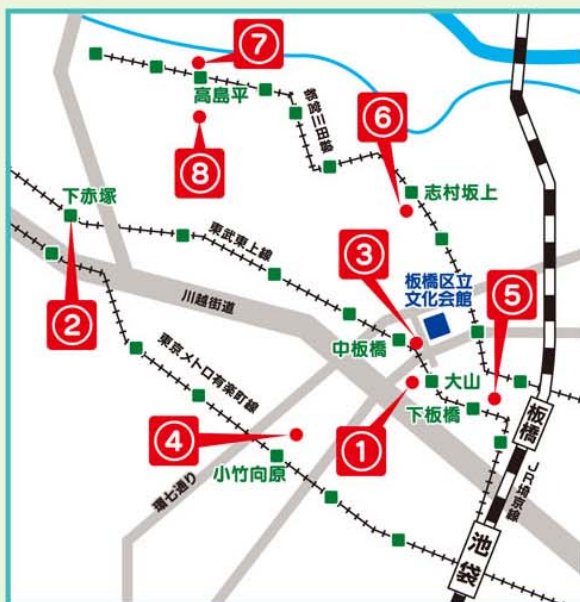 ⑦
高島平
都営三田線
⑥
⑧
志村坂上
下赤塚
東武東上線
③
板橋区立
文化会館
⑤
②
川越街道
中板橋
大山
下板橋
東京メトロ有楽町線
④
①
板橋
小竹向原
環七通り
JR埼京線
池袋